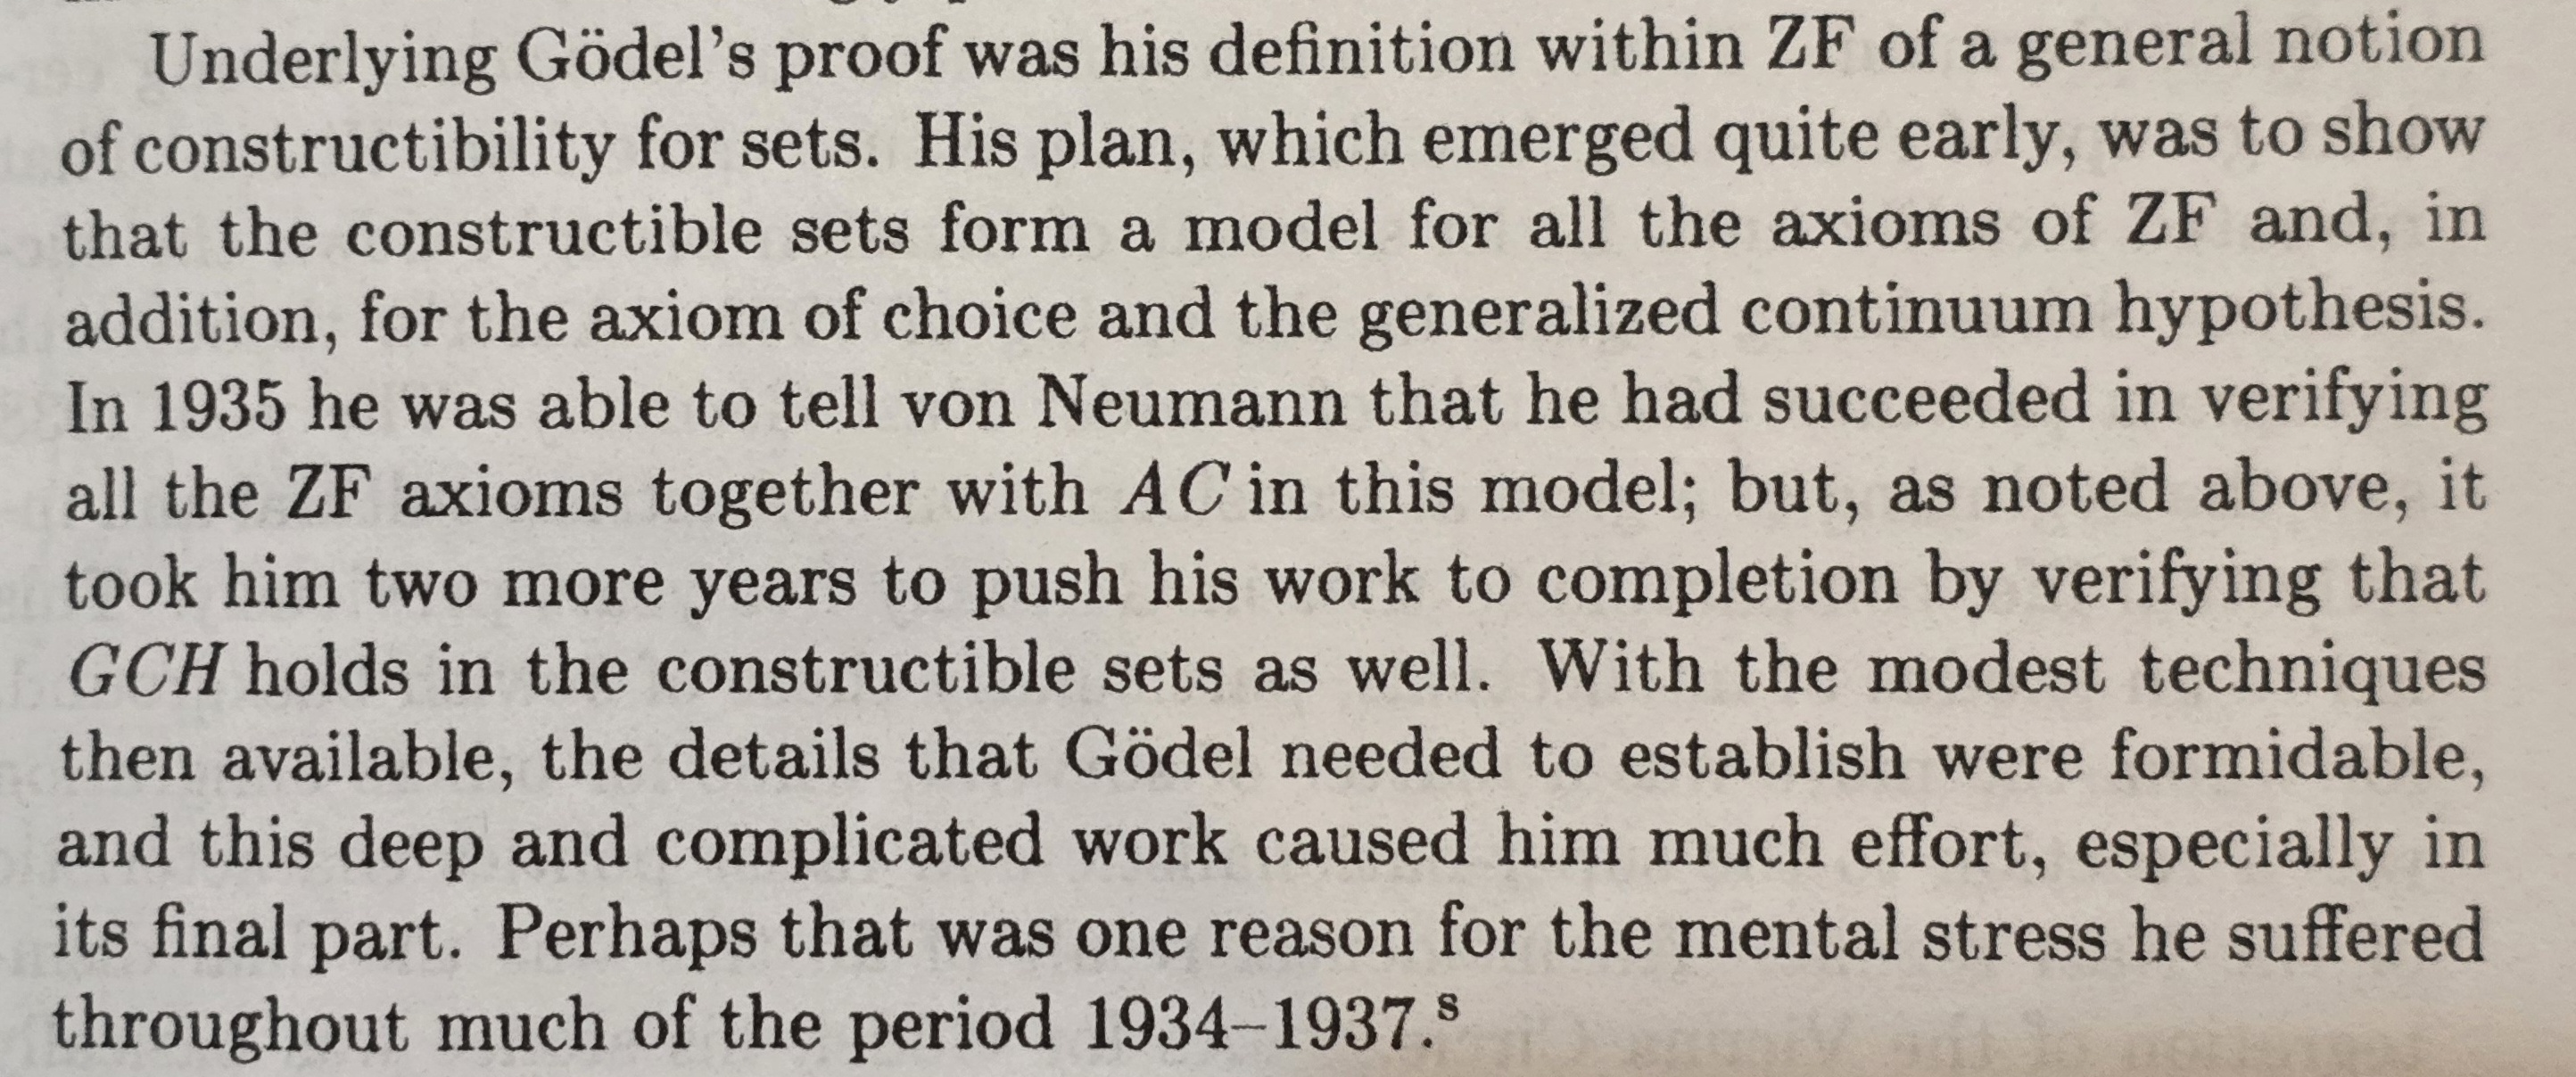 Underlying Gödel's proof was his definition within ZF of a general notion
of constructibility for sets. His plan, which emerged quite early, was to show
that the constructible sets form a model for all the axioms of ZF and, in
addition, for the axiom of choice and the generalized continuum hypothesis.
In 1935 he was able to tell von Neumann that he had succeeded in verifying
all the ZF axioms together with AC in this model; but, as noted above, it
took him two more years to push his work to completion by verifying that
GCH holds in the constructible sets as well. With the modest techniques
then available, the details that Gödel needed to establish were formidable,
and this deep and complicated work caused him much effort, especially in
its final part. Perhaps that was one reason for the mental stress he suffered
throughout much of the period 1934–1937.ˢ